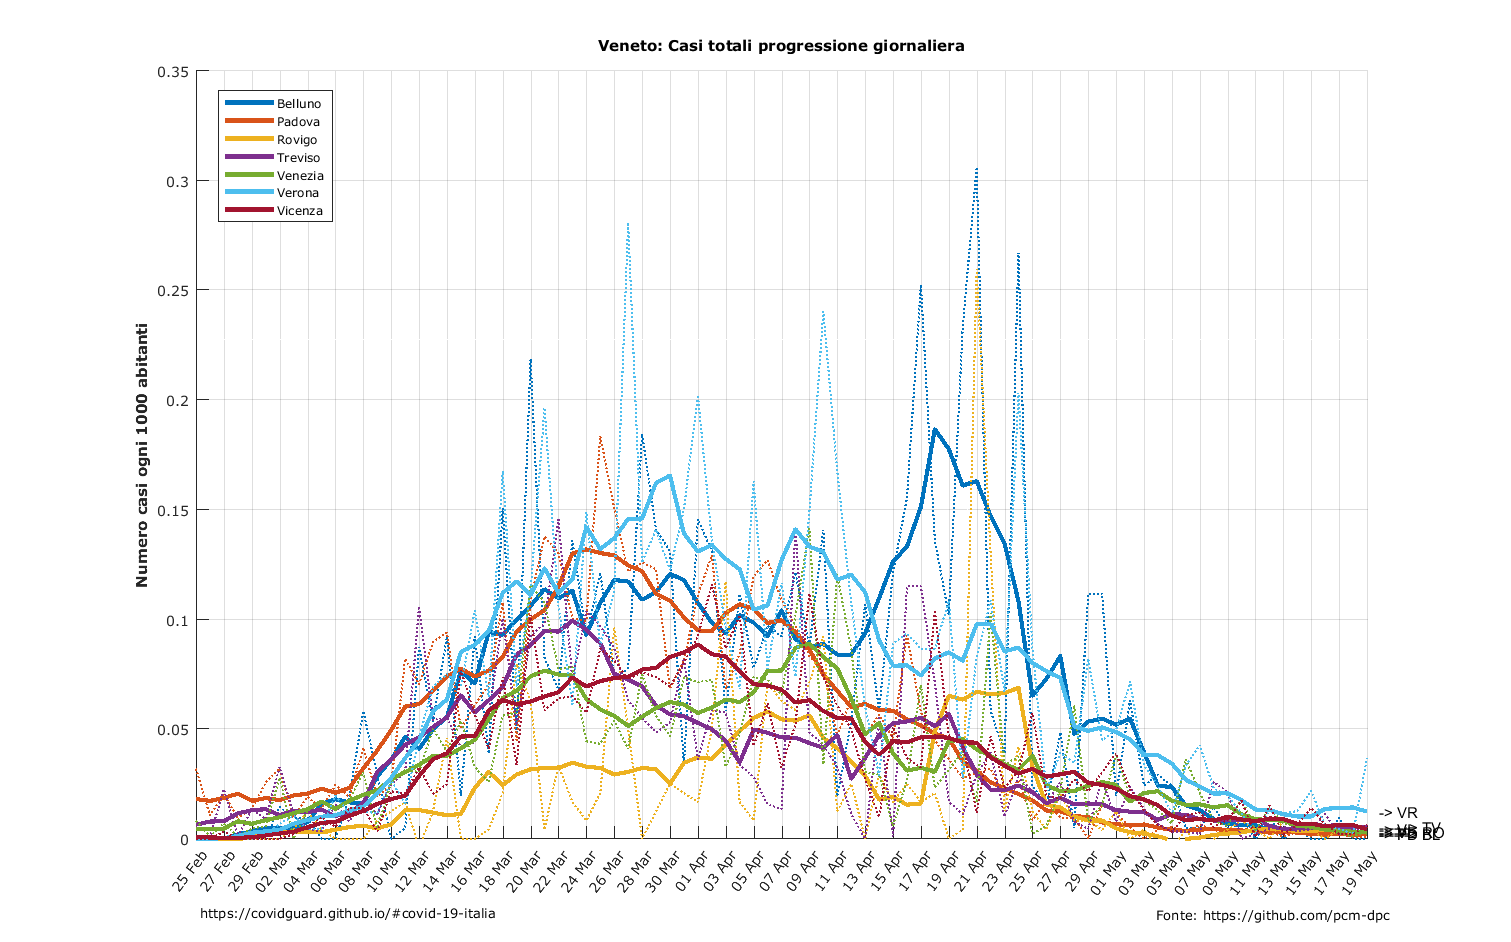 Veneto: Casi totali progressione giornaliera
Numero casi ogni 1000 abitanti
0.35
0.3
0.25
0.2
0.15
0.1
0.05
0
Belluno
Padova
Rovigo
Treviso
Venezia
Verona
Vicenza
-> VR
25 Feb
27 Feb
29 Feb
02 Mar
04 Mar
06 Mar
08 Mar
10 Mar
12 Mar
14 Mar
16 Mar
18 Mar
20 Mar
22 Mar
24 Mar
26 Mar
28 Mar
30 Mar
01 Apr
03 Apr
05 Apr
07 Apr
09 Apr
11 Apr
13 Apr
15 Apr
17 Apr
19 Apr
21 Apr
23 Apr
25 Apr
27 Apr
29 Apr
01 May
03 May
05 May
07 May
09 May
11 May
13 May
15 May
17 May
19 May
https://covidguard.github.io/#covid-19-italia
Fonte: https://github.com/pcm-dpc